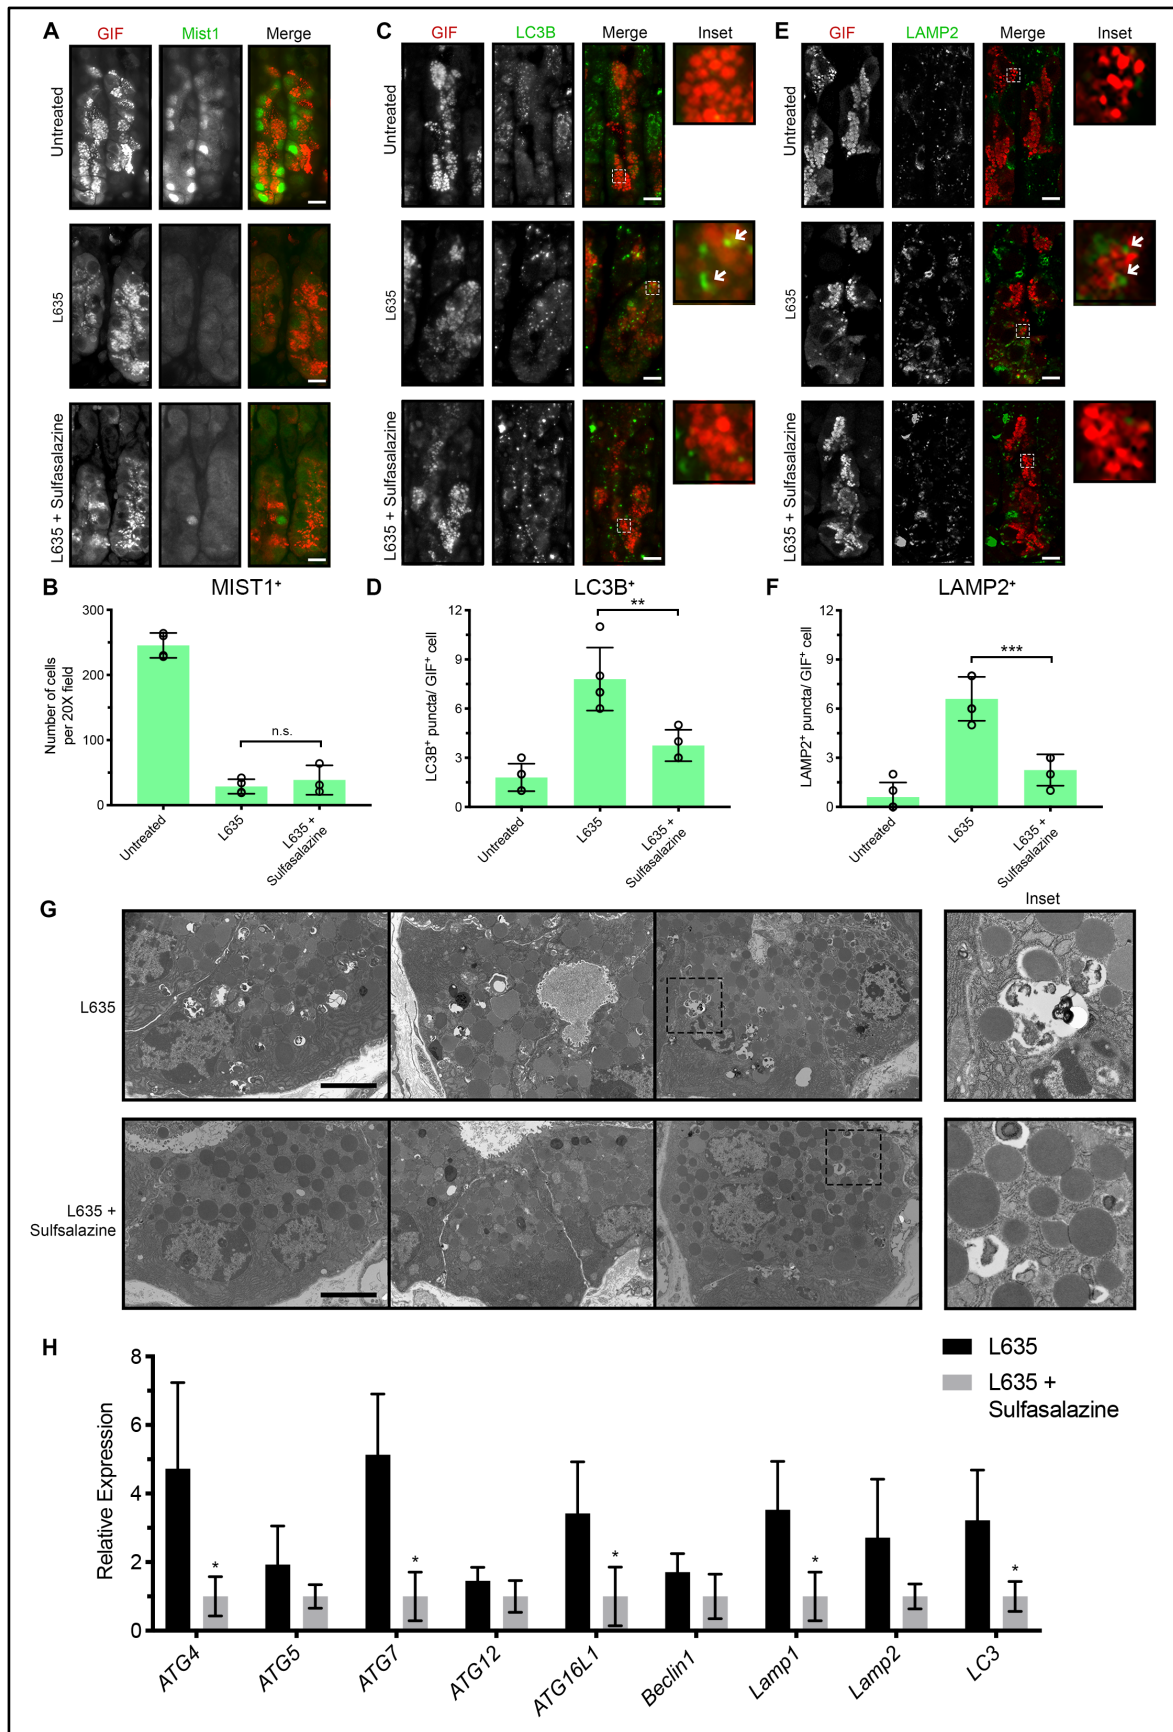 A
GIF
Mist1
Merge
Untreated
L635
L635 + Sulfasalazine
C
GIF
LC3B
Merge
Inset
Untreated
L635
L635 + Sulfasalazine
E
GIF
LAMP2
Merge
Inset
Untreated
L635
L635 + Sulfasalazine
B
MIST1⁺
Number of cells
per 20X field
300
200
100
0
n.s.
Untreated
L635
L635 +
Sulfasalazine
D
LC3B⁺
LC3B⁺ puncta/ GIF⁺ cell
12
9
6
3
0
**
Untreated
L635
L635 +
Sulfasalazine
F
LAMP2⁺
LAMP2⁺ puncta/ GIF⁺ cell
12
9
6
3
0
***
Untreated
L635
L635 +
Sulfasalazine
G
Inset
L635
L635 +
Sulfsalazine
H
Relative Expression
8
6
4
2
0
L635
L635 +
Sulfasalazine
*
*
*
*
*
ATG4
ATG5
ATG7
ATG12
ATG16L1
Beclin1
Lamp1
Lamp2
LC3